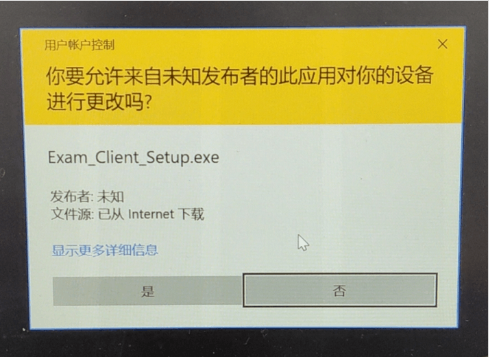 用户帐户控制
你要允许来自未知发布者的此应用对你的设备
进行更改吗?
Exam_Client_Setup.exe
发布者: 未知
文件源: 已从 Internet 下载
显示更多详细信息
是
否